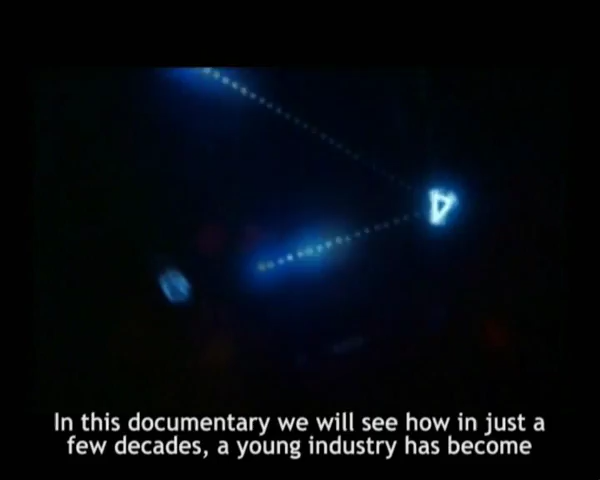 In this documentary we will see how in just a
few decades, a young industry has become